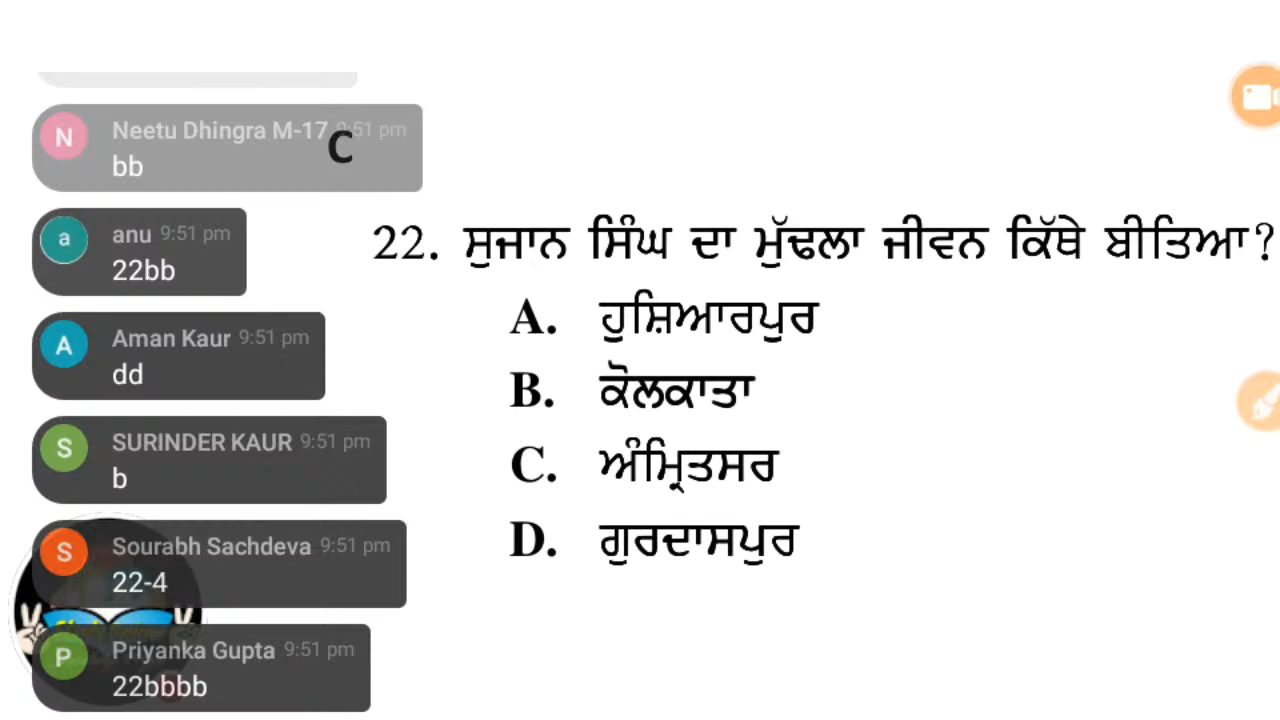 N
Neetu Dhingra M-17 9:51 pm
C
bb
a
anu 9:51 pm
22bb
A
Aman Kaur 9:51 pm
dd
S
SURINDER KAUR 9:51 pm
b
S
Sourabh Sachdeva 9:51 pm
22-4
P
Priyanka Gupta 9:51 pm
22bbbb
22. ਸੁਜਾਨ ਸਿੰਘ ਦਾ ਮੁੱਢਲਾ ਜੀਵਨ ਕਿੱਥੇ ਬੀਤਿਆ?
A. ਹੁਸ਼ਿਆਰਪੁਰ
B. ਕੋਲਕਾਤਾ
C. ਅੰਮ੍ਰਿਤਸਰ
D. ਗੁਰਦਾਸਪੁਰ